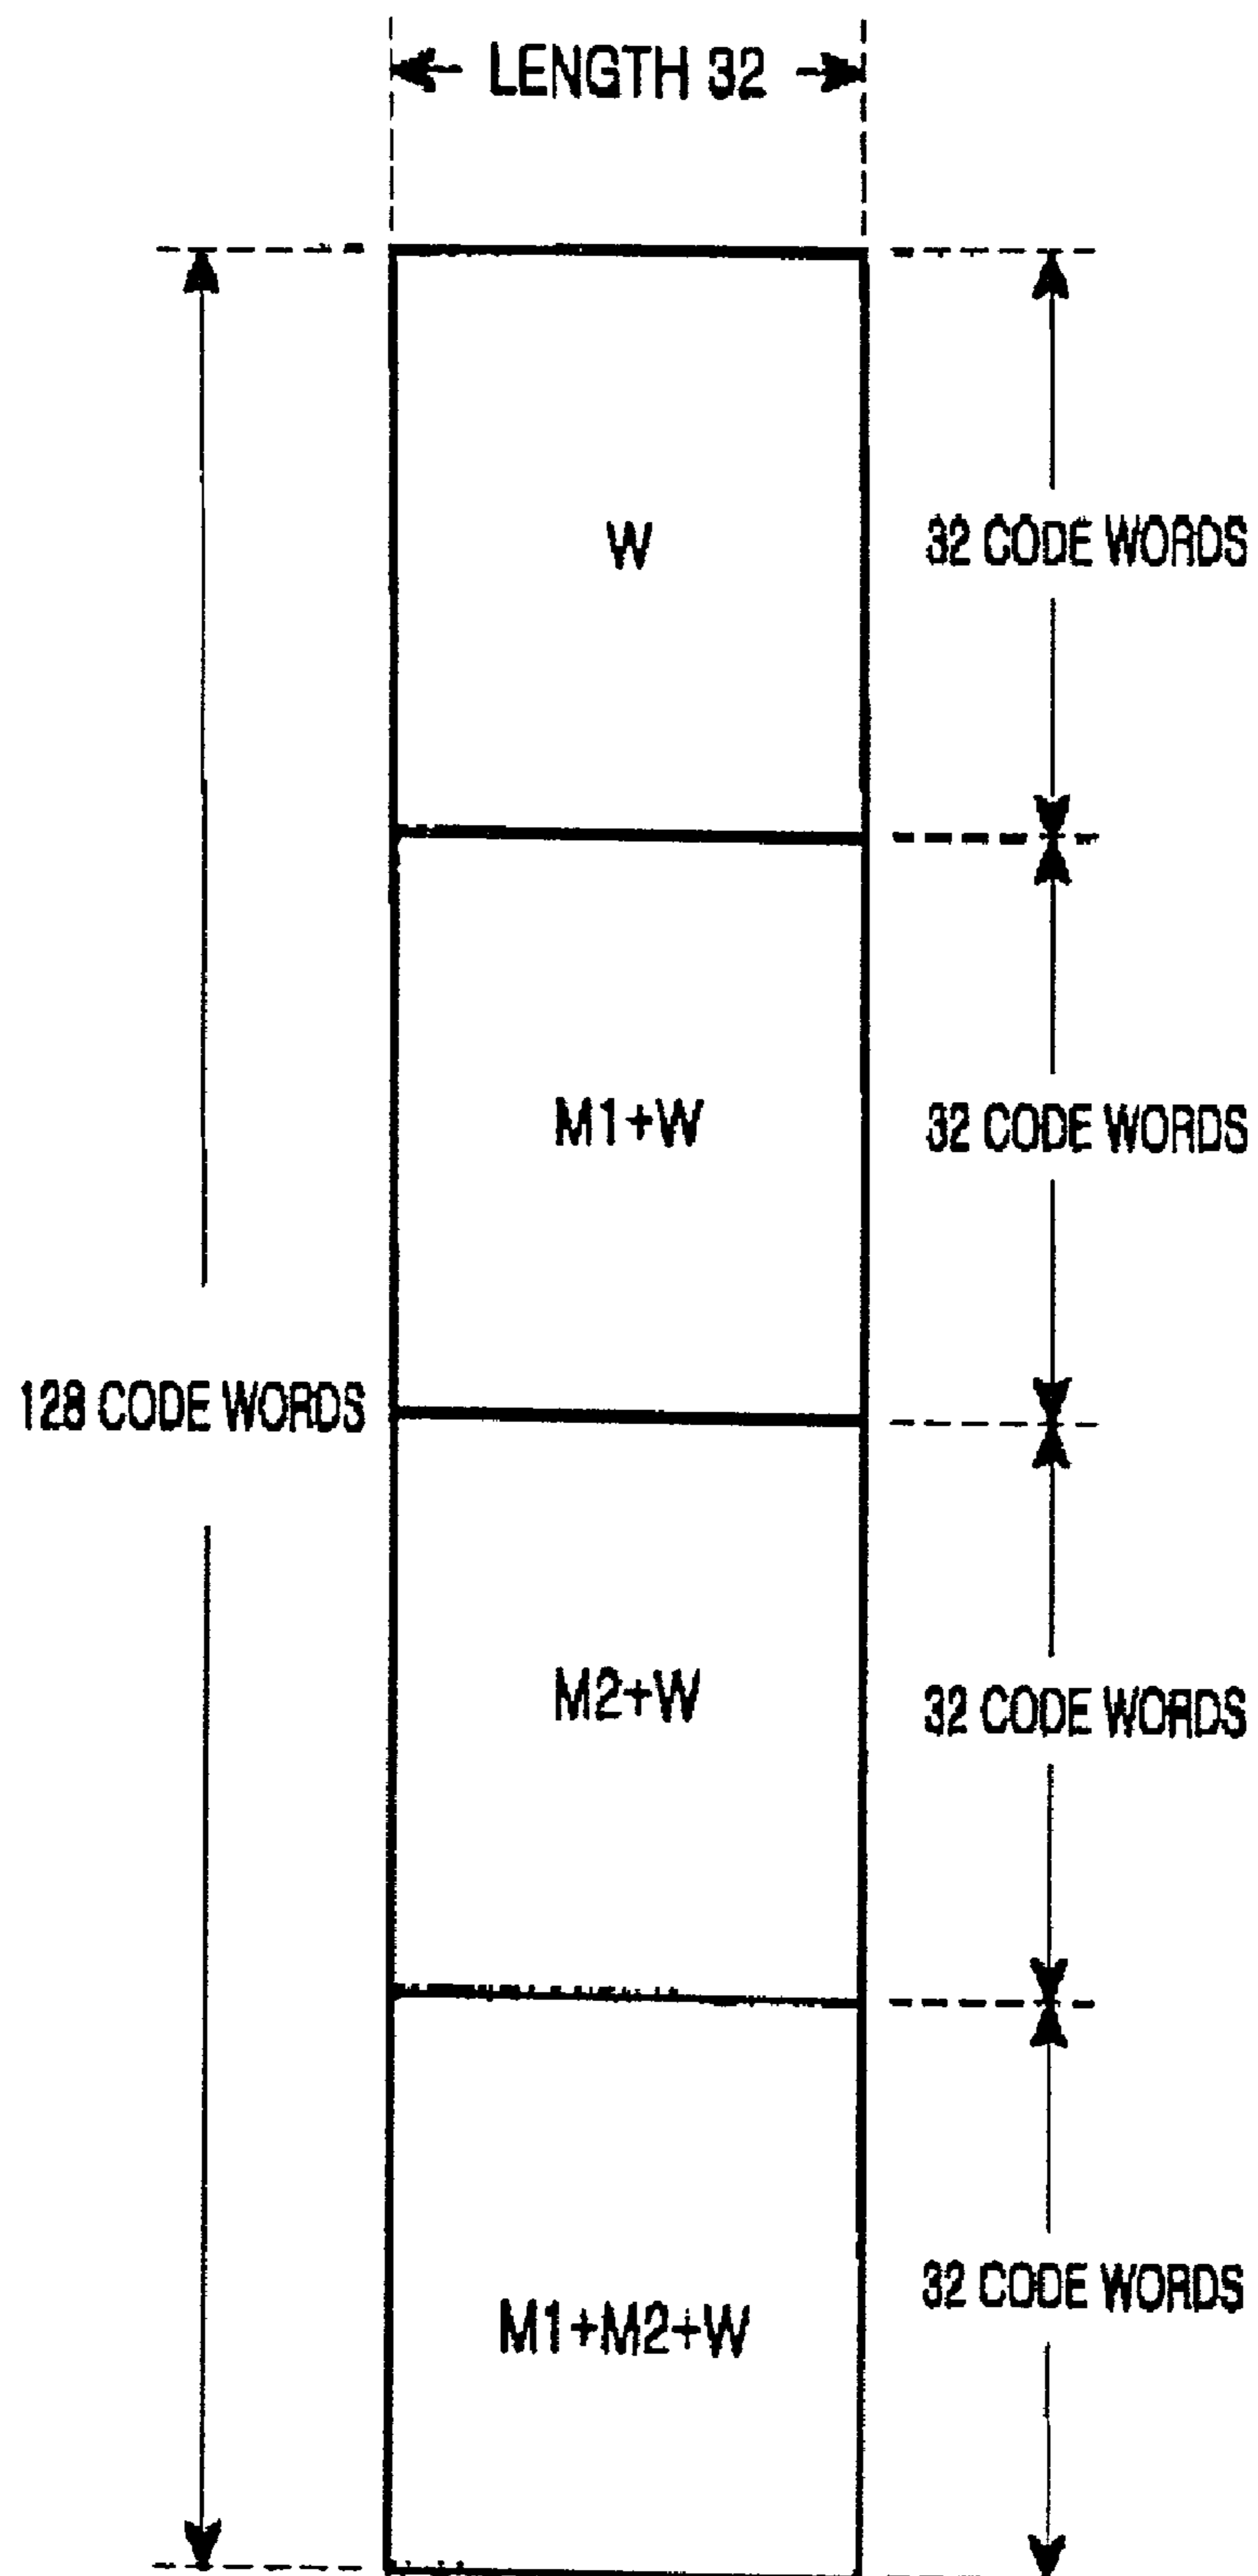 LENGTH 32
W
32 CODE WORDS
M1+W
32 CODE WORDS
128 CODE WORDS
M2+W
32 CODE WORDS
M1+M2+W
32 CODE WORDS